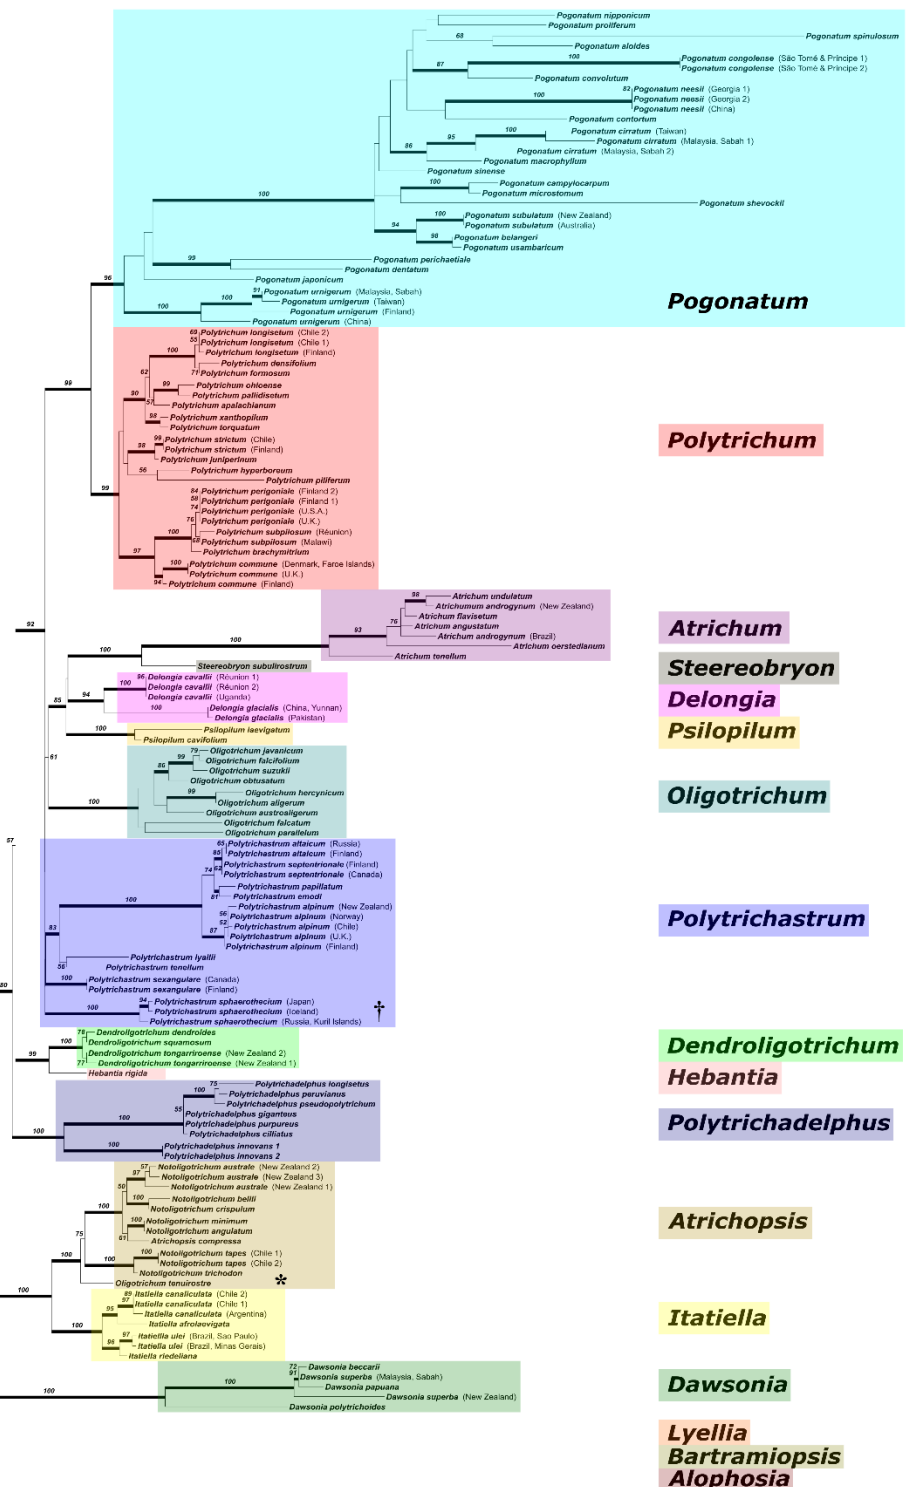 Pogonatum nipponicum
Pogonatum proliferum
68 Pogonatum spinulosum
Pogonatum aloides
100 Pogonatum congolense (São Tomé & Príncipe 1)
87 Pogonatum congolense (São Tomé & Príncipe 2)
Pogonatum convolutum
82 Pogonatum neesii (Georgia 1)
100 Pogonatum neesii (Georgia 2)
Pogonatum neesii (China)
Pogonatum contortum
100 Pogonatum cirratum (Taiwan)
95 Pogonatum cirratum (Malaysia, Sabah 1)
86 Pogonatum cirratum (Malaysia, Sabah 2)
Pogonatum macrophyllum
Pogonatum sinense
100 Pogonatum campylocarpum
100 Pogonatum microstomum
Pogonatum shevockii
100 Pogonatum subulatum (New Zealand)
94 Pogonatum subulatum (Australia)
98 Pogonatum belangeri
Pogonatum usambaricum
99 Pogonatum perichaetiale
Pogonatum dentatum
96 Pogonatum japonicum
91 Pogonatum urnigerum (Malaysia, Sabah)
100 Pogonatum urnigerum (Taiwan)
100 Pogonatum urnigerum (Finland)
Pogonatum urnigerum (China)
Pogonatum
69 Polytrichum longisetum (Chile 2)
55 Polytrichum longisetum (Chile 1)
100 Polytrichum longisetum (Finland)
Polytrichum densifolium
62 71 Polytrichum formosum
99 99 Polytrichum ohioense
90 Polytrichum pallidisetum
57 Polytrichum apalachianum
98 Polytrichum xanthopilum
Polytrichum torquatum
99 Polytrichum strictum (Chile)
98 Polytrichum strictum (Finland)
Polytrichum juniperinum
56 Polytrichum hyperboreum
Polytrichum piliferum
99 84 Polytrichum perigoniale (Finland 2)
58 Polytrichum perigoniale (Finland 1)
74 Polytrichum perigoniale (U.S.A.)
76 Polytrichum perigoniale (U.K.)
100 Polytrichum subpilosum (Réunion)
68 Polytrichum subpilosum (Malawi)
97 Polytrichum brachymitrium
100 Polytrichum commune (Denmark, Faroe Islands)
Polytrichum commune (U.K.)
94 Polytrichum commune (Finland)
Polytrichum
98 Atrichum undulatum
Atrichumum androgynum (New Zealand)
Atrichum flavisetum
76 Atrichum angustatum
92 93 Atrichum androgynum (Brazil)
100 Atrichum oerstedianum
100 Atrichum tenellum
Atrichum
Steereobryon subulirostrum
Steereobryon
96 Delongia cavallii (Réunion 1)
100 Delongia cavallii (Réunion 2)
85 94 Delongia cavallii (Uganda)
100 Delongia glacialis (China, Yunnan)
Delongia glacialis (Pakistan)
Delongia
100 Psilopilum laevigatum
Psilopilum cavifolium
Psilopilum
61 79 Oligotrichum javanicum
99 Oligotrichum falcifolium
86 Oligotrichum suzukii
Oligotrichum obtusatum
99 Oligotrichum hercynicum
100 Oligotrichum aligerum
Oligotrichum austroaligerum
Oligotrichum falcatum
Oligotrichum parallelum
Oligotrichum
57 65 Polytrichastrum altaicum (Russia)
85 Polytrichastrum altaicum (Finland)
Polytrichastrum septentrionale (Finland)
74 62 Polytrichastrum septentrionale (Canada)
100 Polytrichastrum papillatum
81 Polytrichastrum emodi
Polytrichastrum alpinum (New Zealand)
56 Polytrichastrum alpinum (Norway)
52 Polytrichastrum alpinum (Chile)
83 87 Polytrichastrum alpinum (U.K.)
Polytrichastrum alpinum (Finland)
Polytrichastrum lyallii
56 Polytrichastrum tenellum
100 Polytrichastrum sexangulare (Canada)
80 Polytrichastrum sexangulare (Finland)
94 Polytrichastrum sphaerothecium (Japan)
100 Polytrichastrum sphaerothecium (Iceland) †
Polytrichastrum sphaerothecium (Russia, Kuril Islands)
Polytrichastrum
78 Dendroligotrichum dendroides
100 Dendroligotrichum squamosum
99 Dendroligotrichum tongarriroense (New Zealand 2)
77 Dendroligotrichum tongarriroense (New Zealand 1)
Dendroligotrichum
Hebantia rigida
Hebantia
75 Polytrichadelphus longisetus
100 Polytrichadelphus peruvianus
Polytrichadelphus pseudopolytrichum
55 Polytrichadelphus giganteus
100 Polytrichadelphus purpureus
100 Polytrichadelphus ciliatus
100 Polytrichadelphus innovans 1
Polytrichadelphus innovans 2
Polytrichadelphus
57 Notoligotrichum australe (New Zealand 2)
97 Notoligotrichum australe (New Zealand 3)
50 Notoligotrichum australe (New Zealand 1)
100 Notoligotrichum bellii
100 Notoligotrichum crispulum
100 Notoligotrichum minimum
Notoligotrichum angulatum
61 Atrichopsis compressa
75 100 Notoligotrichum tapes (Chile 1)
100 100 Notoligotrichum tapes (Chile 2)
Notoligotrichum trichodon
Oligotrichum tenuirostre *
Atrichopsis
100 89 Itatiella canaliculata (Chile 2)
97 Itatiella canaliculata (Chile 1)
95 Itatiella canaliculata (Argentina)
Itatiella afrolaevigata
100 97 Itatiella ulei (Brazil, Sao Paulo)
96 Itatiella ulei (Brazil, Minas Gerais)
Itatiella riedeliana
Itatiella
72 Dawsonia beccarii
91 Dawsonia superba (Malaysia, Sabah)
100 Dawsonia papuana
100 Dawsonia superba (New Zealand)
Dawsonia polytrichoides
Dawsonia
Lyellia
Bartramiopsis
Alophosia